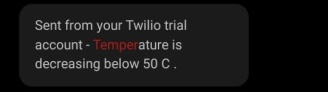 Sent from your Twilio trial
account - Temperature is
decreasing below 50 C .